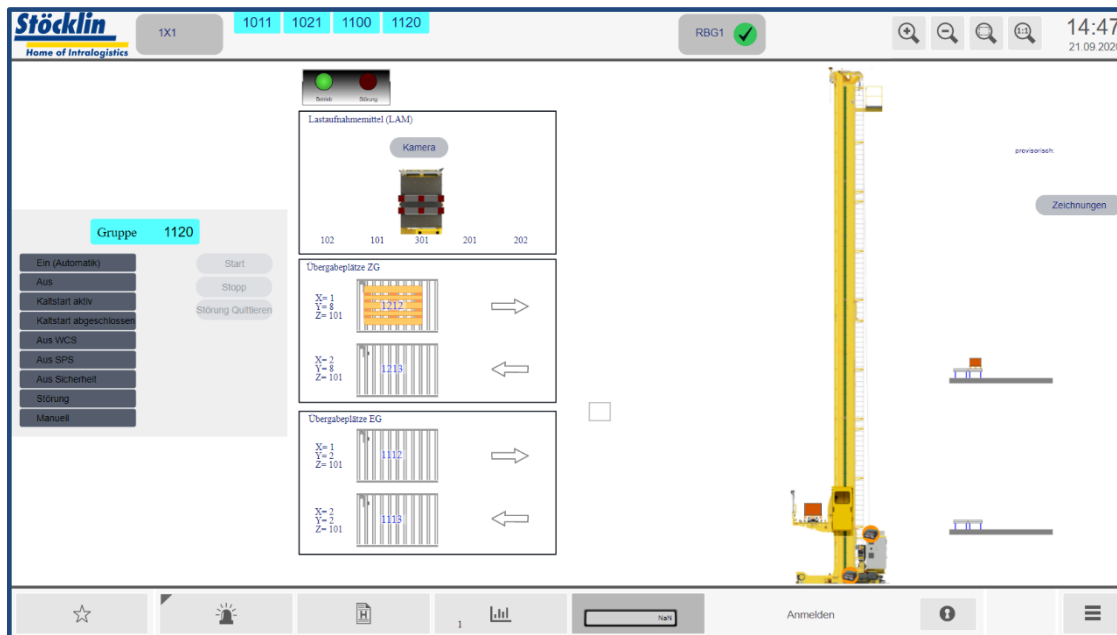 Stöcklin
Home of Intralogistics
1X1
1011 1021 1100 1120
RBG1
1:1
14:47
Betrieb Störung
Lastaufnahmemittel (LAM)
Kamera
102 101 301 201 202
provisorisch
Zeichnungen
Gruppe 1120
Ein (Automatik)
Aus
Kaltstart aktiv
Kaltstart abgeschlossen
Aus WCS
Aus SPS
Aus Sicherheit
Störung
Manuell
Start
Stopp
Störung Quittieren
Übergabeplätze ZG
X= 1
Y= 8
Z= 101
1212
X= 2
Y= 8
Z= 101
1213
Übergabeplätze EG
X= 1
Y= 2
Z= 101
1112
X= 2
Y= 2
Z= 101
1113
H
1
NaN
Anmelden